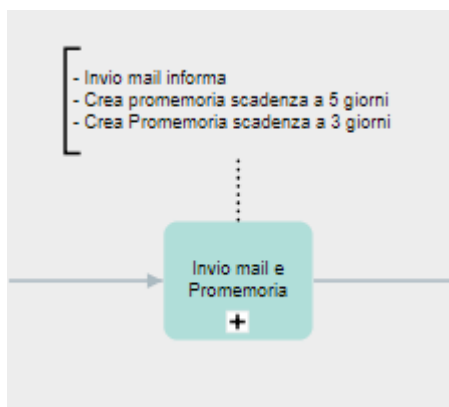 - Invio mail informa
- Crea promemoria scadenza a 5 giorni
- Crea Promemoria scadenza a 3 giorni
Invio mail e
Promemoria